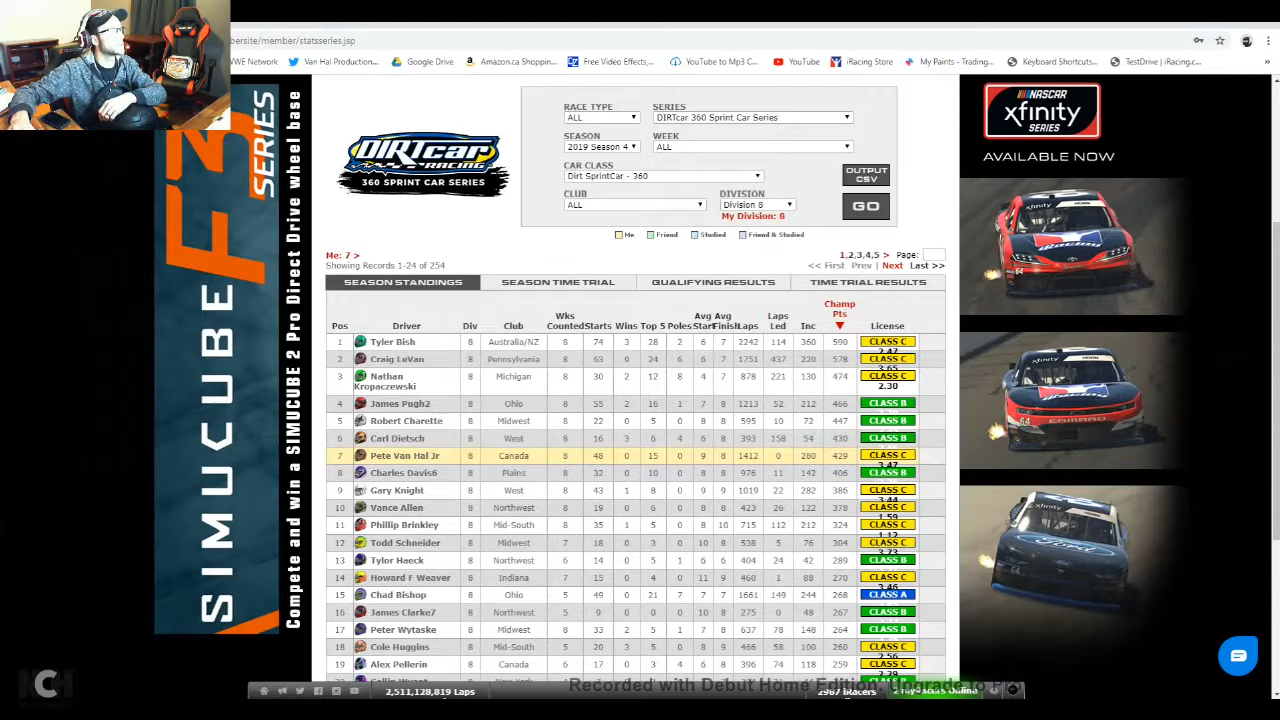 bersite/member/statsseries.jsp
WWE Network
Van Hal Production...
Google Drive
Amazon.ca Shoppin...
Free Video Effects,...
YouTube to Mp3 C...
YouTube
iRacing Store
My Paints - Trading...
Keyboard Shortcuts...
TestDrive | iRacing.c...
SIMUCUBE
F3
SERIES
Compete and win a SIMUCUBE 2 Pro Direct Drive wheel base
DIRTcar
RACING
360 SPRINT CAR SERIES
RACE TYPE
ALL
SERIES
DIRTcar 360 Sprint Car Series
SEASON
2019 Season 4
WEEK
ALL
CAR CLASS
Dirt SprintCar - 360
CLUB
ALL
DIVISION
Division 8
My Division: 8
OUTPUT CSV
GO
Me Friend Studied Friend & Studied
Me: 7 >
1,2,3,4,5 > Page:
Showing Records 1-24 of 254
<< First Prev | Next Last >>
SEASON STANDINGS SEASON TIME TRIAL QUALIFYING RESULTS TIME TRIAL RESULTS
Pos Driver Div Club Wks Counted Starts Wins Top 5 Poles Avg Start Avg Finish Laps Laps Led Inc Champ Pts License
1 Tyler Bish 8 Australia/NZ 8 74 3 28 2 6 7 2242 114 360 590 CLASS C
2 Craig LeVan 8 Pennsylvania 8 63 9 24 6 6 7 1751 437 220 578 CLASS C
3.65
3 Nathan Kropaczewski 8 Michigan 8 30 2 12 8 4 7 878 221 130 474 CLASS C
2.30
4 James Pugh2 8 Ohio 8 55 2 16 1 7 8 1213 52 212 466 CLASS B
5 Robert Charette 8 Midwest 8 22 0 5 0 8 8 595 10 72 447 CLASS B
6 Carl Dietsch 8 West 8 16 3 6 4 6 8 393 158 54 430 CLASS B
7 Pete Van Hal Jr 8 Canada 8 48 0 15 0 9 8 1412 0 280 429 CLASS C
8 Charles Davis6 8 Plains 8 32 0 10 0 8 8 976 11 142 406 CLASS B
9 Gary Knight 8 West 8 43 1 8 0 9 9 1019 22 282 386 CLASS C
10 Vance Allen 8 Northwest 8 19 0 6 0 8 8 423 26 122 378 CLASS C
11 Phillip Brinkley 8 Mid-South 8 35 1 5 0 8 10 715 112 212 324 CLASS C
12 Todd Schneider 8 Midwest 7 18 0 3 0 10 8 538 5 76 304 CLASS C
13 Tylor Haeck 8 Northwest 6 14 0 5 1 6 6 404 24 42 289 CLASS B
14 Howard F Weaver 8 Indiana 7 15 0 4 0 11 9 460 1 88 270 CLASS C
15 Chad Bishop 8 Ohio 5 49 0 21 7 7 7 1661 149 244 268 CLASS A
16 James Clarke7 8 Northwest 5 9 0 0 0 10 8 275 0 48 267 CLASS B
17 Peter Wytaske 8 Midwest 8 33 2 5 1 8 7 637 78 148 264 CLASS B
18 Cole Huggins 8 Mid-South 5 20 3 5 0 8 9 466 58 100 260 CLASS C
19 Alex Pellerin 8 Canada 6 17 0 3 4 6 8 396 74 118 259 CLASS C
NASCAR
xfinity
SERIES
AVAILABLE NOW
2,511,128,819 Laps
2987 iRacers
Recorded with Debut Home Edition. Upgrade to Pro
NCH